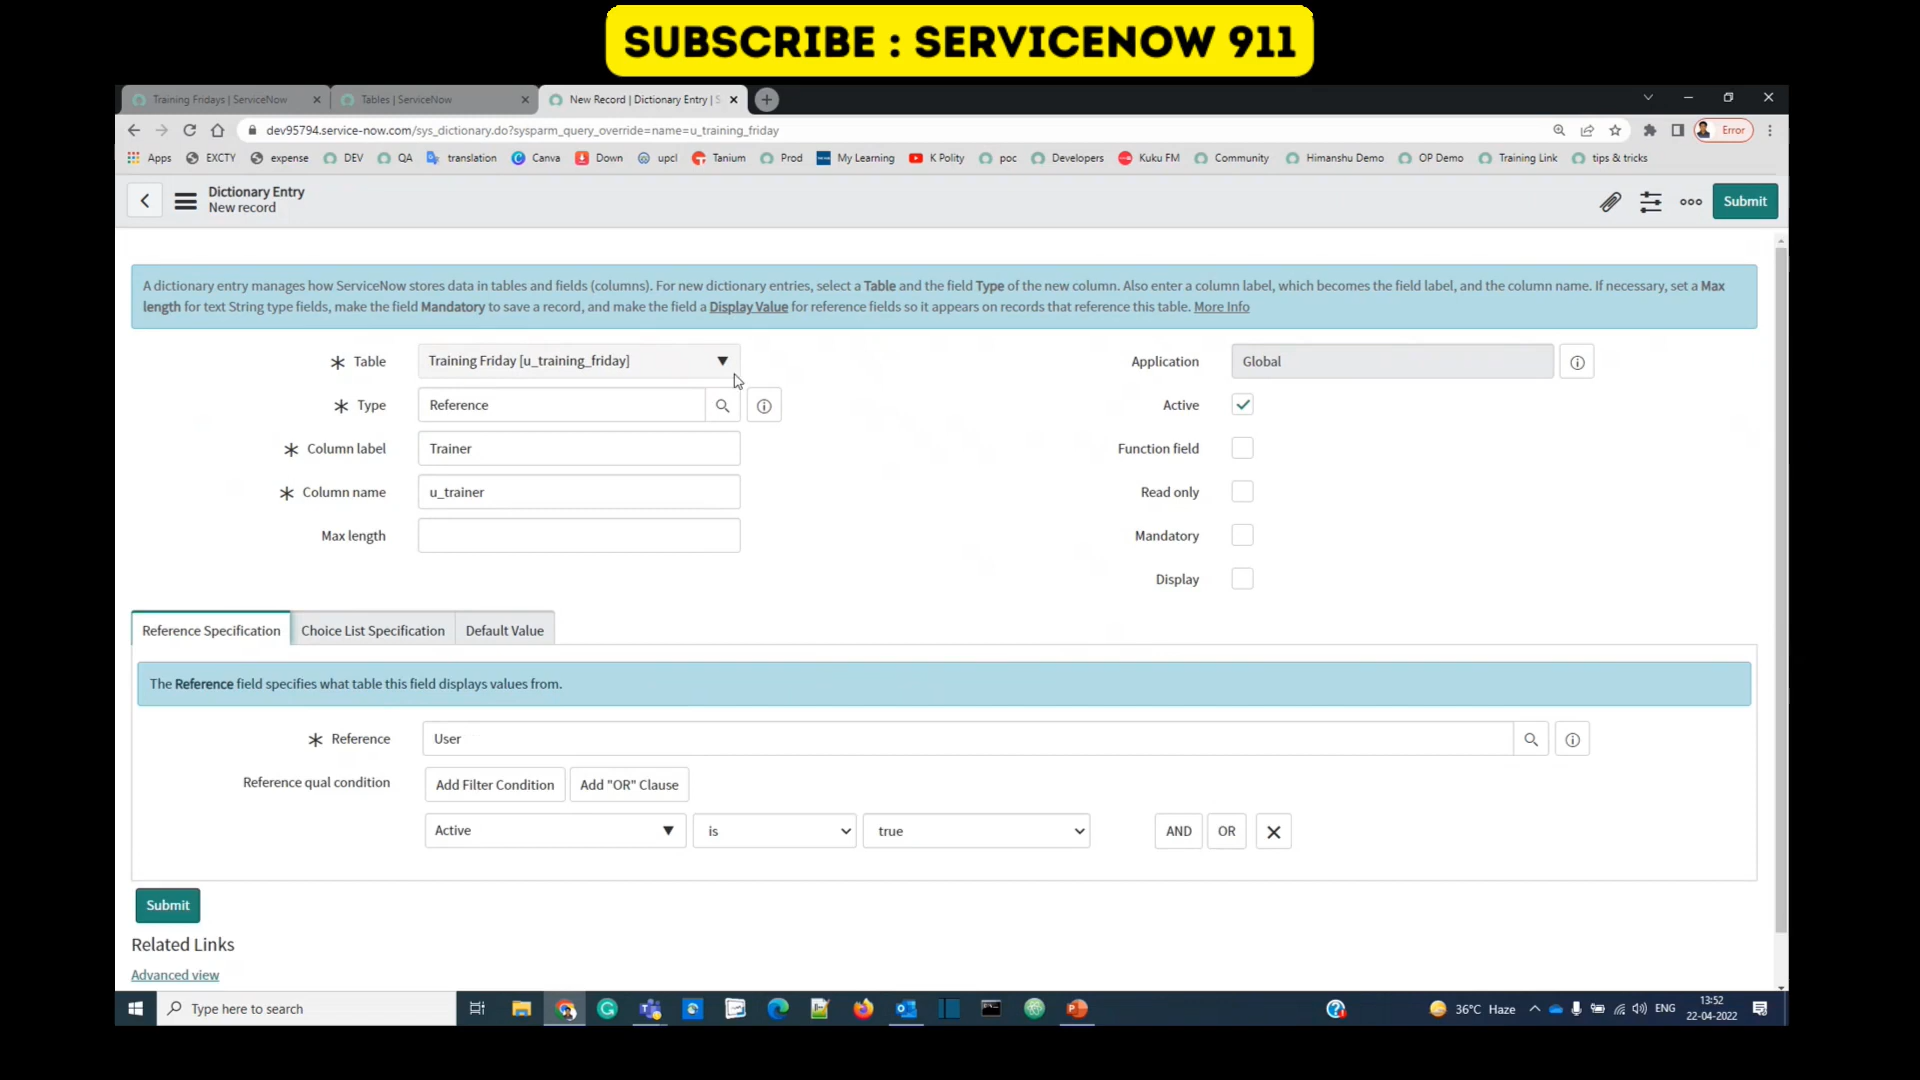 SUBSCRIBE : SERVICENOW 911
Training Fridays | ServiceNow
Tables | ServiceNow
New Record | Dictionary Entry | S
dev95794.service-now.com/sys_dictionary.do?sysparm_query_override=name=u_training_friday
Error
Apps EXCTY expense DEV QA translation Canva Down upcl Tanium Prod My Learning K Polity poc Developers Kuku FM Community Himanshu Demo OP Demo Training Link tips & tricks
Dictionary Entry
New record
Submit
A dictionary entry manages how ServiceNow stores data in tables and fields (columns). For new dictionary entries, select a Table and the field Type of the new column. Also enter a column label, which becomes the field label, and the column name. If necessary, set a Max
length for text String type fields, make the field Mandatory to save a record, and make the field a Display Value for reference fields so it appears on records that reference this table. More Info
Table Training Friday [u_training_friday]
Application Global
Type Reference
Active
Column label Trainer
Function field
Column name u_trainer
Read only
Max length
Mandatory
Display
Reference Specification Choice List Specification Default Value
The Reference field specifies what table this field displays values from.
Reference User
Reference qual condition Add Filter Condition Add "OR" Clause
Active is true AND OR
Submit
Related Links
Advanced view
Type here to search
36°C Haze
ENG
13:52
22-04-2022